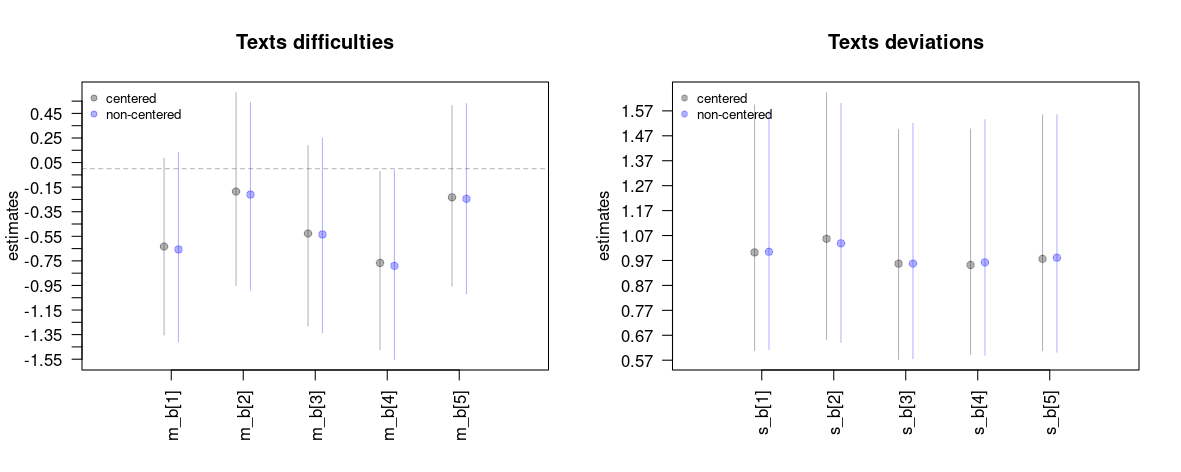 Texts difficulties
centered
non-centered
0.45
0.25
0.05
-0.15
-0.35
-0.55
-0.75
-0.95
-1.15
-1.35
-1.55
estimates
m_b[1]
m_b[2]
m_b[3]
m_b[4]
m_b[5]
Texts deviations
centered
non-centered
1.57
1.47
1.37
1.27
1.17
1.07
0.97
0.87
0.77
0.67
0.57
estimates
s_b[1]
s_b[2]
s_b[3]
s_b[4]
s_b[5]